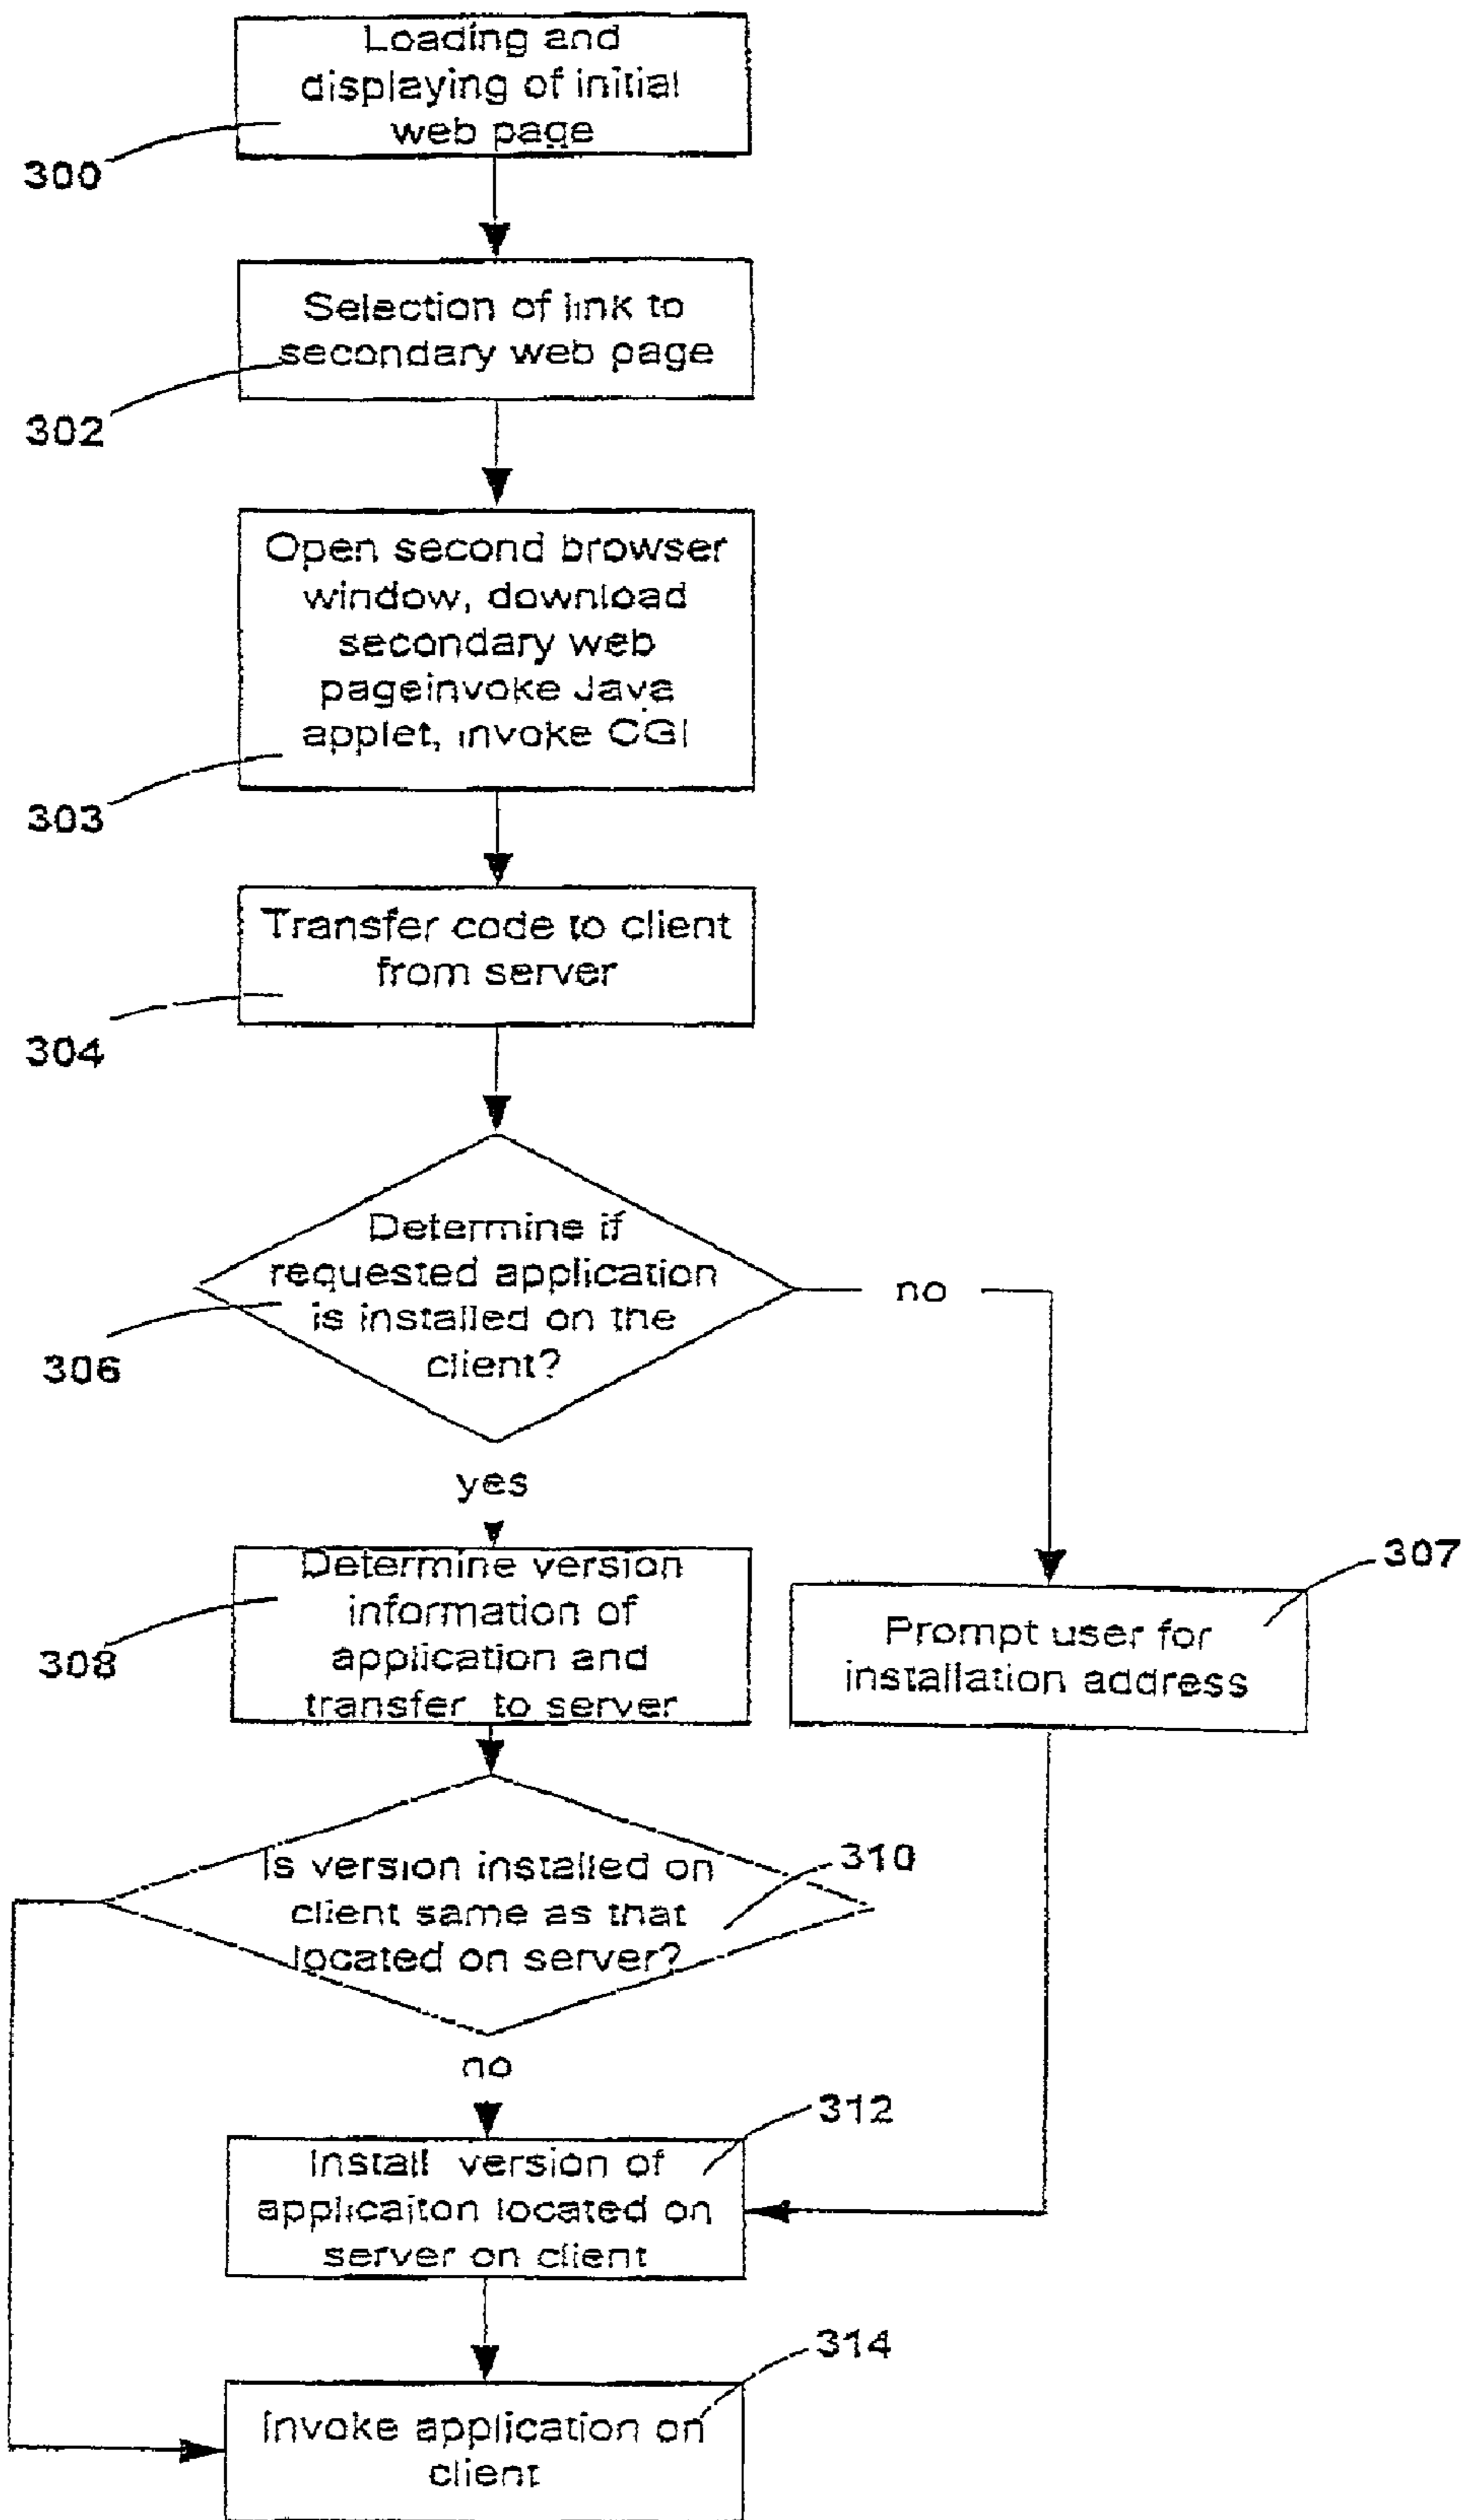 Loading and
displaying of initial
web page
300
Selection of link to
secondary web page
302
Open second browser
window, download
secondary web
pageinvoke Java
applet, invoke CGI
303
Transfer code to client
from server
304
Determine if
requested application
is installed on the
client?
306
no
yes
Determine version
information of
application and
transfer to server
308
307
Prompt user for
installation address
Is version installed on
client same as that
located on server?
310
no
312
Install version of
applicaiton located on
server on client
314
Invoke application on
client